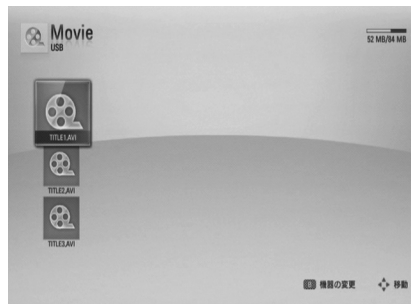 Movie
USB
52 MB/84 MB
TITLE1.AVI
TITLE2.AVI
TITLE3.AVI
機器の変更 移動